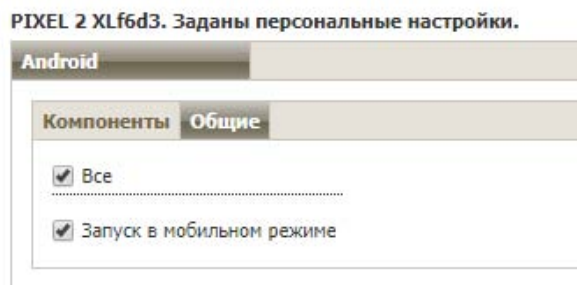 PIXEL 2 XLf6d3. Заданы персональные настройки.
Android
Компоненты Общие
Все
Запуск в мобильном режиме